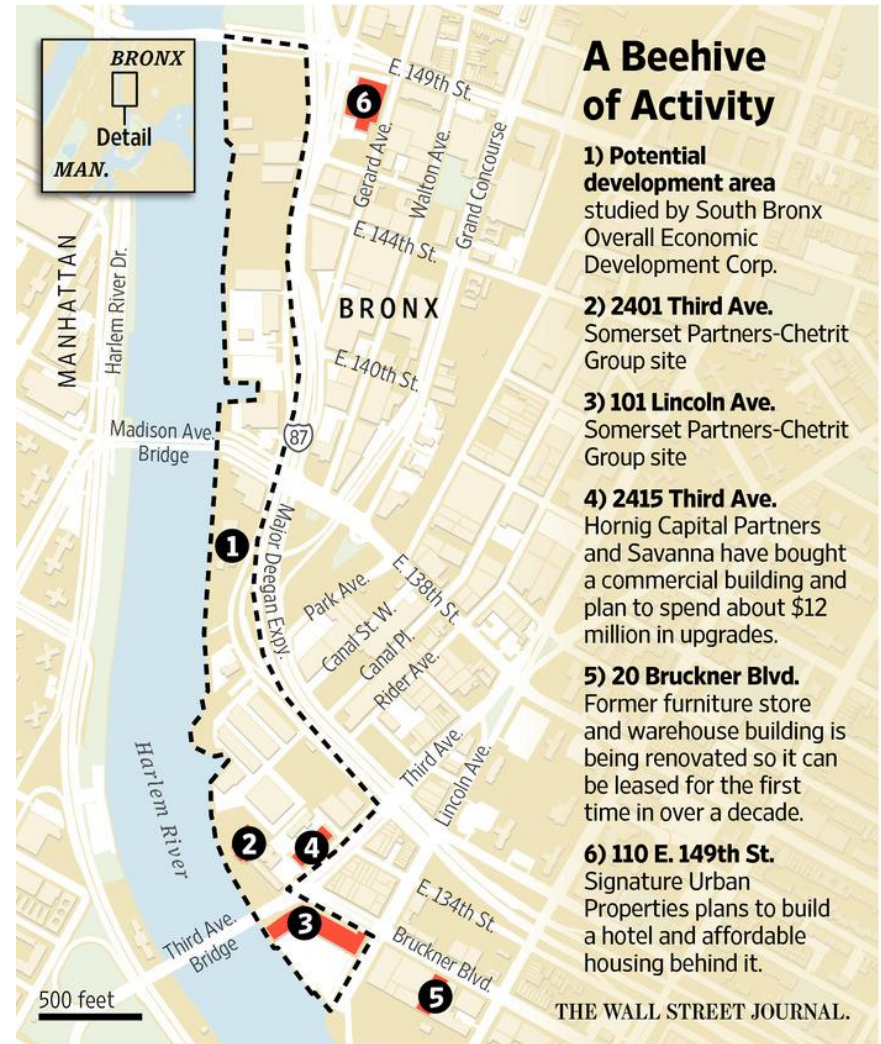 BRONX
Detail
MAN.
MANHATTAN
Harlem River Dr.
E. 149th St.
6
Gerard Ave.
Walton Ave.
Grand Concourse
E. 144th St.
BRONX
E. 140th St.
Madison Ave.
Bridge
87
1
Major Deegan Expy.
E. 138th St.
Park Ave.
Canal St. W.
Canal Pl.
Rider Ave.
Third Ave.
Lincoln Ave.
Harlem River
2
4
3
E. 134th St.
Third Ave.
Bridge
Bruckner Blvd.
5
500 feet
A Beehive
of Activity
1) Potential
development area
studied by South Bronx
Overall Economic
Development Corp.
2) 2401 Third Ave.
Somerset Partners-Chetrit
Group site
3) 101 Lincoln Ave.
Somerset Partners-Chetrit
Group site
4) 2415 Third Ave.
Hornig Capital Partners
and Savanna have bought
a commercial building and
plan to spend about $12
million in upgrades.
5) 20 Bruckner Blvd.
Former furniture store
and warehouse building is
being renovated so it can
be leased for the first
time in over a decade.
6) 110 E. 149th St.
Signature Urban
Properties plans to build
a hotel and affordable
housing behind it.
THE WALL STREET JOURNAL.